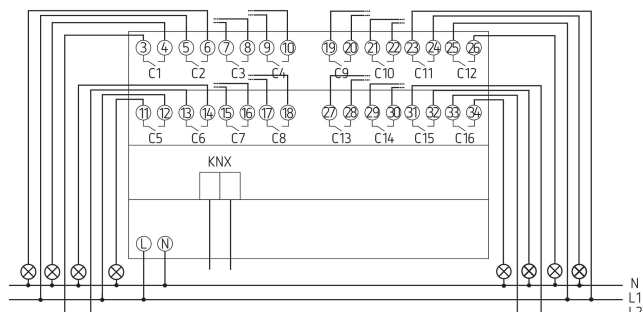 3 4 5 6 7 8 9 10 19 20 21 22 23 24 25 26
C1 C2 C3 C4 C9 C10 C11 C12
11 12 13 14 15 16 17 18 27 28 29 30 31 32 33 34
C5 C6 C7 C8 C13 C14 C15 C16
KNX
L N
N
L1